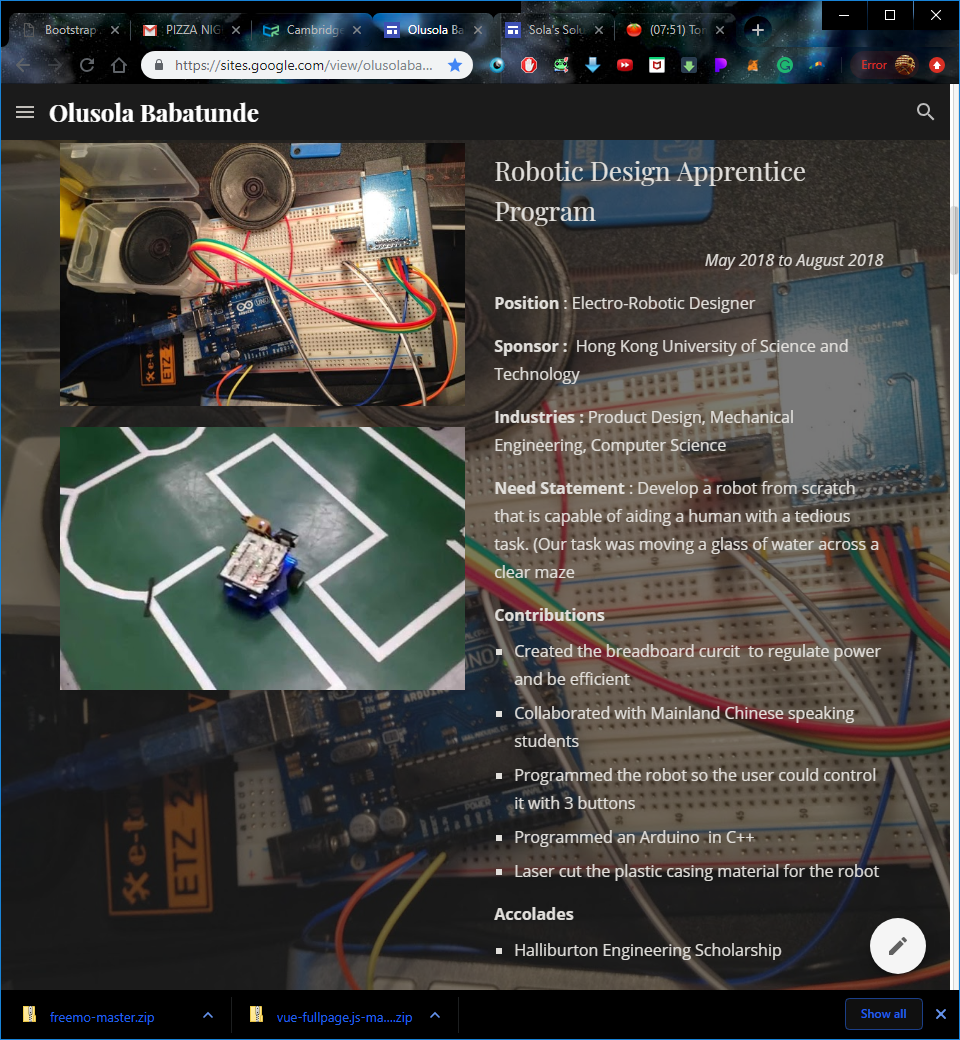 Bootstrap
PIZZA NIG
Cambridge
Olusola Ba
Sola's Solu
(07:51) Tor
https://sites.google.com/view/olusolaba...
Error
Olusola Babatunde
Robotic Design Apprentice
Program
May 2018 to August 2018
Position : Electro-Robotic Designer
Sponsor :  Hong Kong University of Science and
Technology
Industries : Product Design, Mechanical
Engineering, Computer Science
Need Statement : Develop a robot from scratch
that is capable of aiding a human with a tedious
task. (Our task was moving a glass of water across a
clear maze
Contributions
Created the breadboard curcit  to regulate power
and be efficient
Collaborated with Mainland Chinese speaking
students
Programmed the robot so the user could control
it with 3 buttons
Programmed an Arduino  in C++
Laser cut the plastic casing material for the robot
Accolades
Halliburton Engineering Scholarship
UNO
ARDUINO
ETZ
freemo-master.zip
vue-fullpage.js-ma....zip
Show all